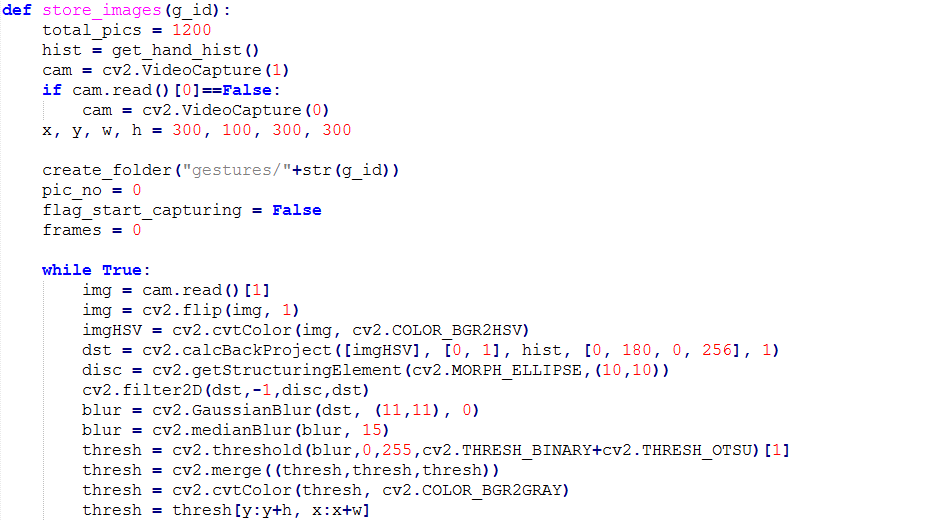 def store_images(g_id):
    total_pics = 1200
    hist = get_hand_hist()
    cam = cv2.VideoCapture(1)
    if cam.read()[0]==False:
        cam = cv2.VideoCapture(0)
    x, y, w, h = 300, 100, 300, 300

    create_folder("gestures/"+str(g_id))
    pic_no = 0
    flag_start_capturing = False
    frames = 0

    while True:
        img = cam.read()[1]
        img = cv2.flip(img, 1)
        imgHSV = cv2.cvtColor(img, cv2.COLOR_BGR2HSV)
        dst = cv2.calcBackProject([imgHSV], [0, 1], hist, [0, 180, 0, 256], 1)
        disc = cv2.getStructuringElement(cv2.MORPH_ELLIPSE,(10,10))
        cv2.filter2D(dst,-1,disc,dst)
        blur = cv2.GaussianBlur(dst, (11,11), 0)
        blur = cv2.medianBlur(blur, 15)
        thresh = cv2.threshold(blur,0,255,cv2.THRESH_BINARY+cv2.THRESH_OTSU)[1]
        thresh = cv2.merge((thresh,thresh,thresh))
        thresh = cv2.cvtColor(thresh, cv2.COLOR_BGR2GRAY)
        thresh = thresh[y:y+h, x:x+w]